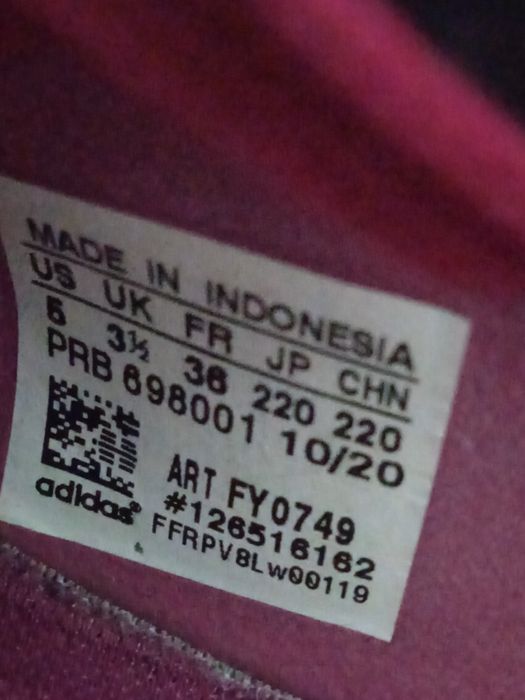 MADE IN INDONESIA
US UK FR JP CHN
5 3½ 36 220 220
PRB 698001 10/20
ART FY0749
#126516162
adidas®
FFRPV8Lw00119